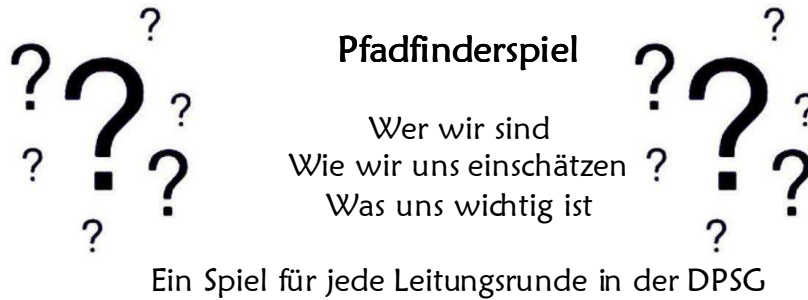 Pfadfinderspiel
Wer wir sind
Wie wir uns einschätzen
Was uns wichtig ist
Ein Spiel für jede Leitungsrunde in der DPSG